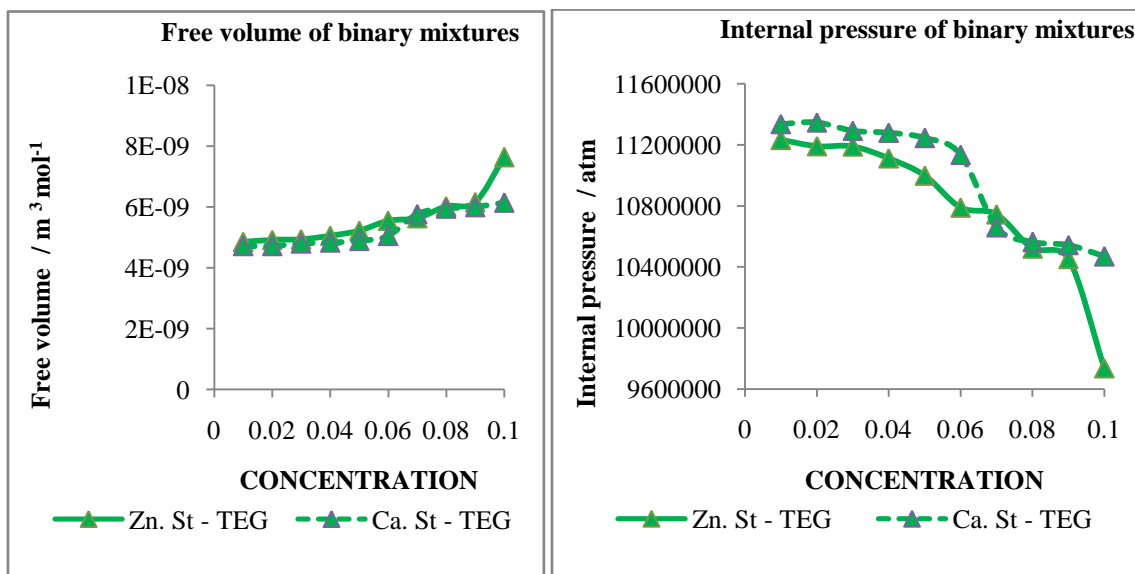 Free volume of binary mixtures
Free volume / m ³ mol-¹
1E-08
8E-09
6E-09
4E-09
2E-09
0
0 0.02 0.04 0.06 0.08 0.1
CONCENTRATION
Zn. St - TEG Ca. St - TEG
Internal pressure of binary mixtures
Internal pressure / atm
11600000
11200000
10800000
10400000
10000000
9600000
0 0.02 0.04 0.06 0.08 0.1
CONCENTRATION
Zn. St - TEG Ca. St - TEG